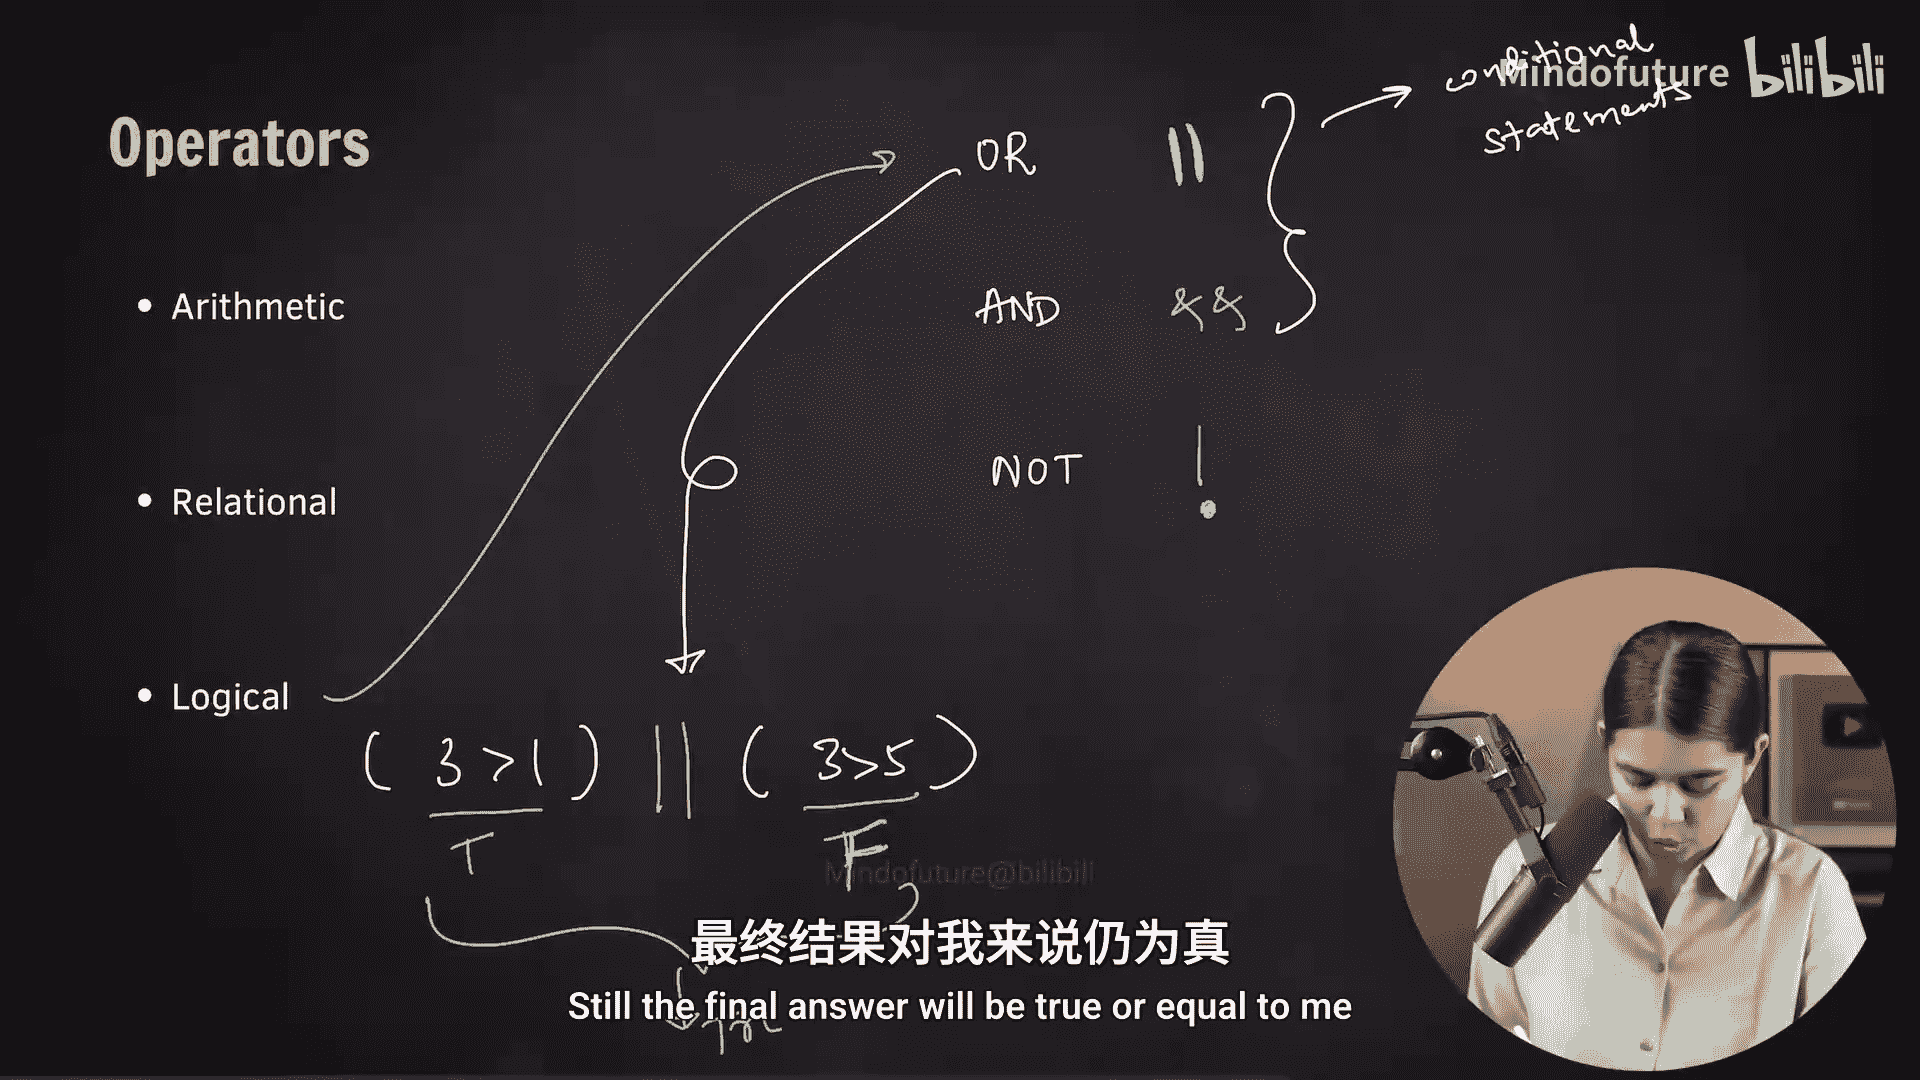 conditional
Mindofuture bilibili
statements
Operators
OR ||
Arithmetic
AND &&
Relational
NOT !
Logical
( 3>1 ) || ( 3>5 )
T F
Mindofuture@bilibili
最终结果对我来说仍为真
Still the final answer will be true or equal to me